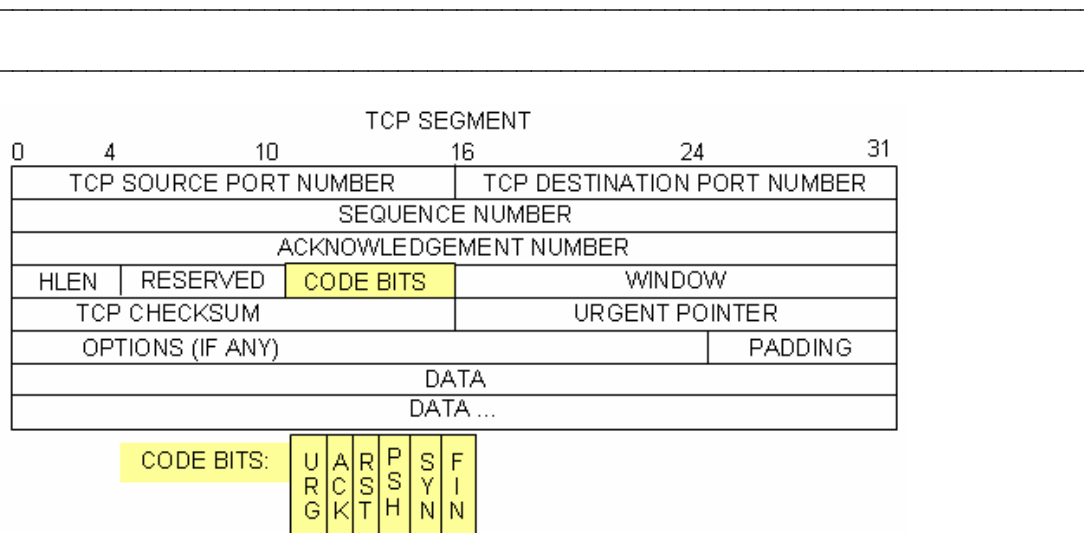 TCP SEGMENT
0 4 10 16 24 31
TCP SOURCE PORT NUMBER TCP DESTINATION PORT NUMBER
SEQUENCE NUMBER
ACKNOWLEDGEMENT NUMBER
HLEN RESERVED CODE BITS WINDOW
TCP CHECKSUM URGENT POINTER
OPTIONS (IF ANY) PADDING
DATA
DATA ...
CODE BITS: URG ACK RST PSH SYN FIN